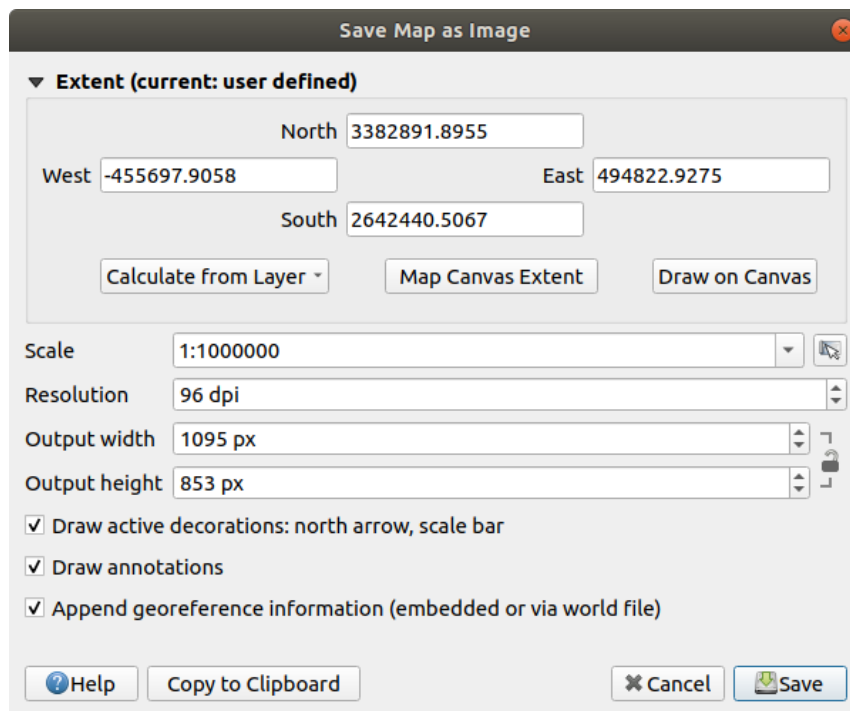 Save Map as Image
Extent (current: user defined)
North 3382891.8955
West -455697.9058 East 494822.9275
South 2642440.5067
Calculate from Layer Map Canvas Extent Draw on Canvas
Scale 1:1000000
Resolution 96 dpi
Output width 1095 px
Output height 853 px
Draw active decorations: north arrow, scale bar
Draw annotations
Append georeference information (embedded or via world file)
Help Copy to Clipboard Cancel Save